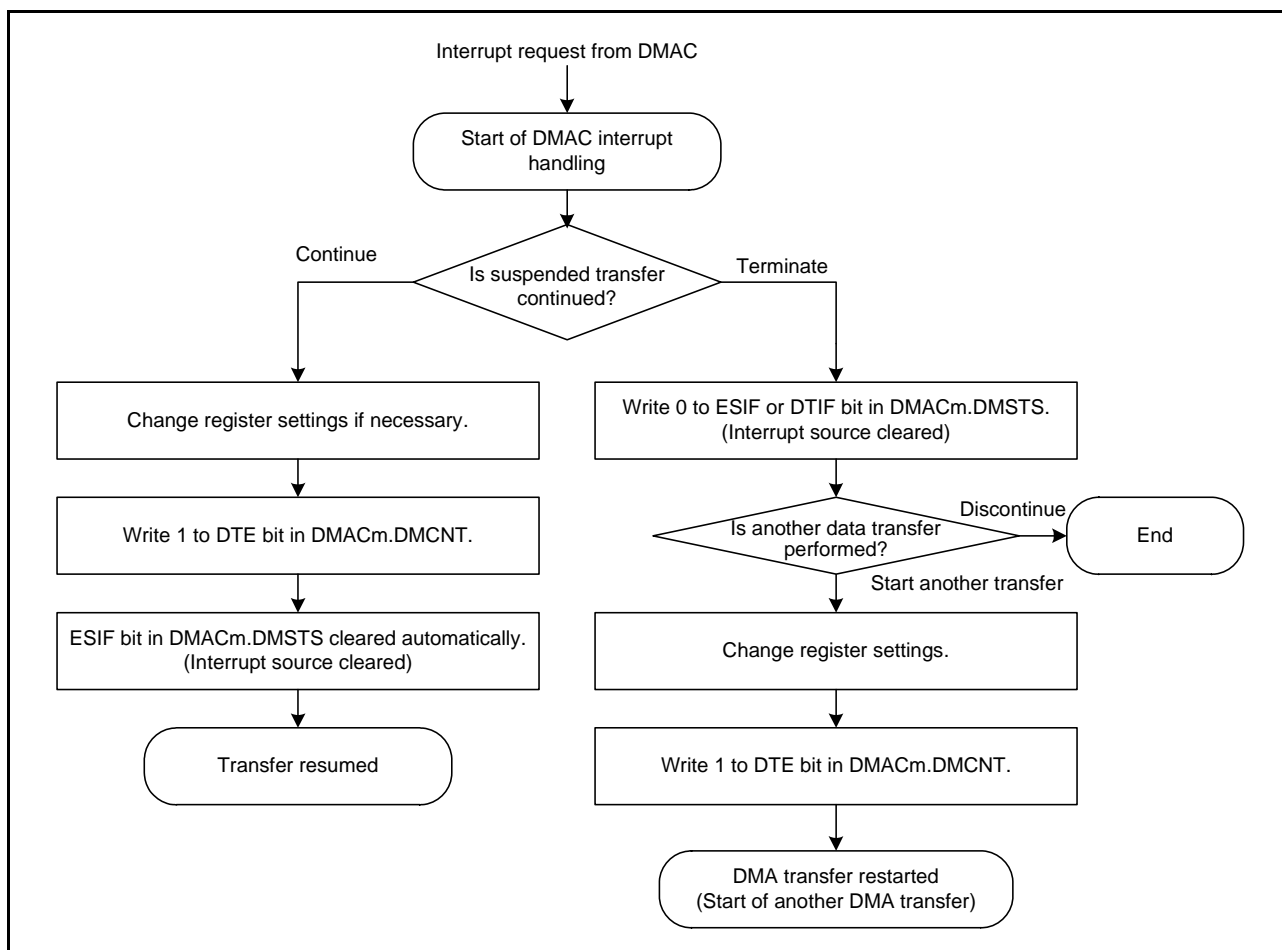 Interrupt request from DMAC
Start of DMAC interrupt
handling
Continue
Is suspended transfer
continued?
Terminate
Change register settings if necessary.
Write 1 to DTE bit in DMACm.DMCNT.
ESIF bit in DMACm.DMSTS cleared automatically.
(Interrupt source cleared)
Transfer resumed
Write 0 to ESIF or DTIF bit in DMACm.DMSTS.
(Interrupt source cleared)
Is another data transfer
performed?
Discontinue
End
Start another transfer
Change register settings.
Write 1 to DTE bit in DMACm.DMCNT.
DMA transfer restarted
(Start of another DMA transfer)